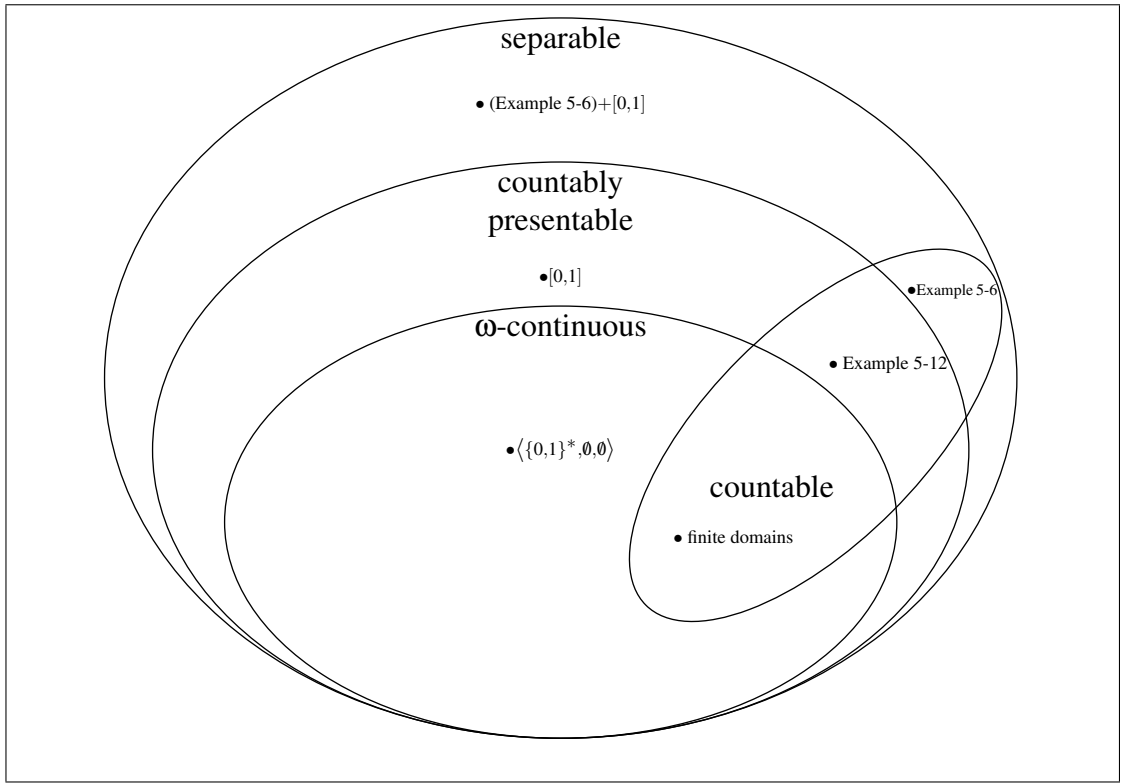 separable
• (Example 5-6)+[0,1]
countably
presentable
•[0,1]
•Example 5-6
ω-continuous
• Example 5-12
•⟨{0,1}*,∅,∅⟩
countable
• finite domains